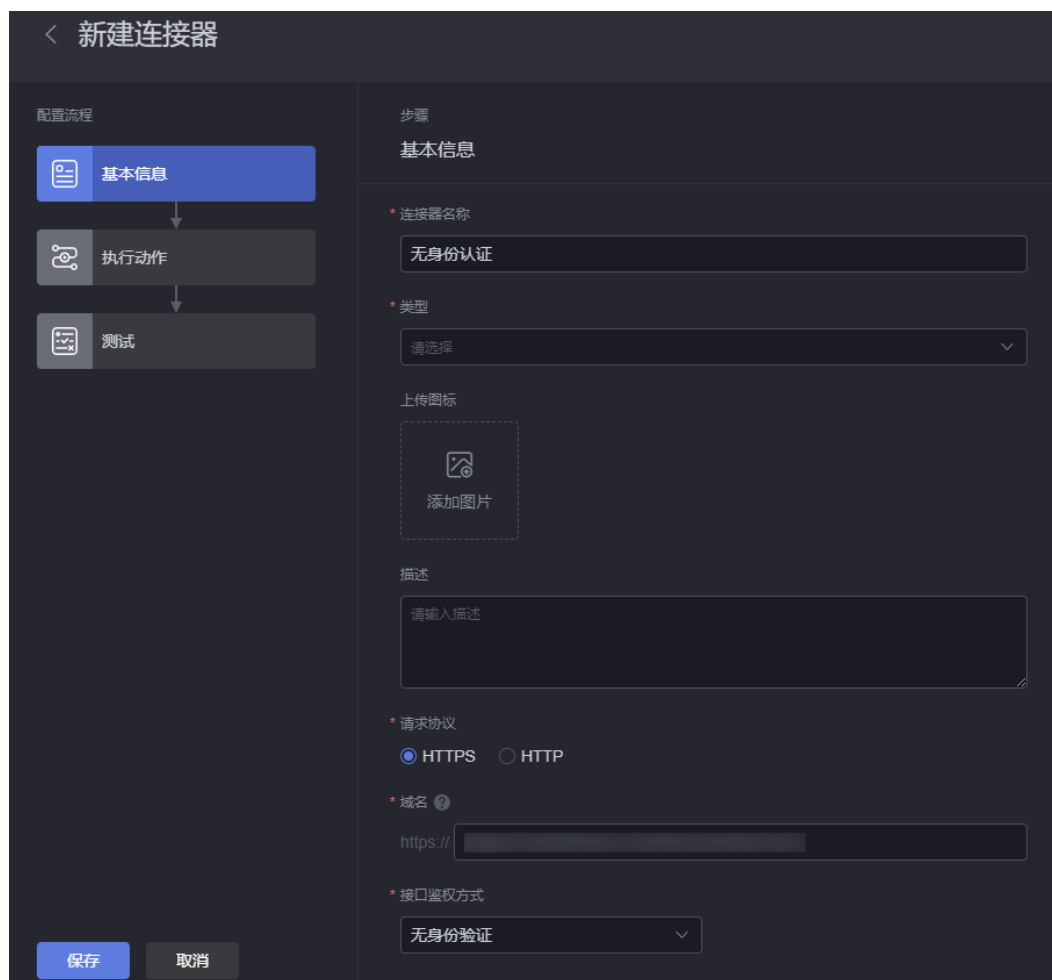 新建连接器
配置流程
基本信息
执行动作
测试
保存
取消
步骤
基本信息
* 连接器名称
无身份认证
* 类型
请选择
上传图标
添加图片
描述
请输入描述
* 请求协议
HTTPS HTTP
* 域名 ?
https://
* 接口鉴权方式
无身份验证